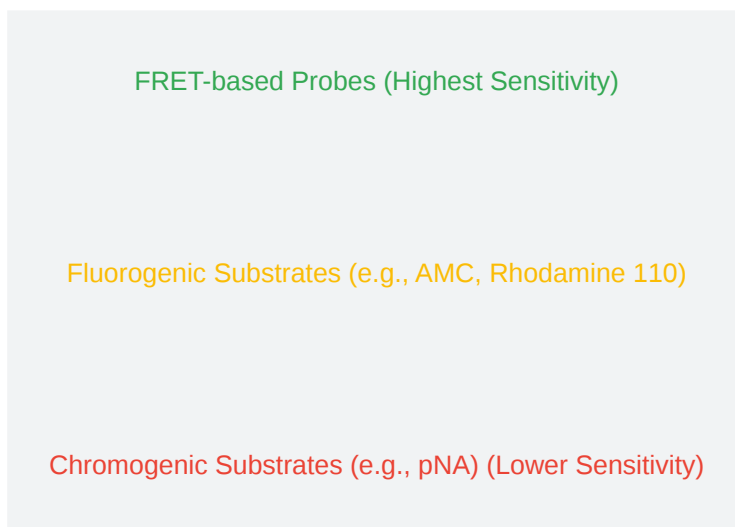 FRET-based Probes (Highest Sensitivity)
Fluorogenic Substrates (e.g., AMC, Rhodamine 110)
Chromogenic Substrates (e.g., pNA) (Lower Sensitivity)